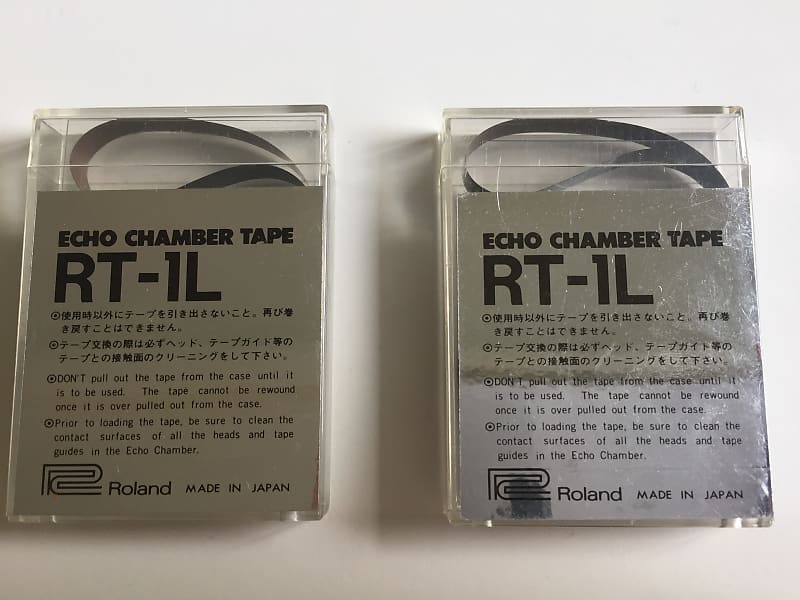 ECHO CHAMBER TAPE
RT-1L
⊙使用時以外にテープを引き出さないこと。再び巻
き戻すことはできません。
⊙テープ交換の際は必ずヘッド、テープガイド等の
テープとの接触面のクリーニングをして下さい。
⊙DON'T pull out the tape from the case until it
is to be used. The tape cannot be rewound
once it is over pulled out from the case.
⊙Prior to loading the tape, be sure to clean the
contact surfaces of all the heads and tape
guides in the Echo Chamber.
Roland MADE IN JAPAN
ECHO CHAMBER TAPE
RT-1L
⊙使用時以外にテープを引き出さないこと。再び巻
き戻すことはできません。
⊙テープ交換の際は必ずヘッド、テープガイド等の
テープとの接触面のクリーニングをして下さい。
⊙DON'T pull out the tape from the case until it
is to be used. The tape cannot be rewound
once it is over pulled out from the case.
⊙Prior to loading the tape, be sure to clean the
contact surfaces of all the heads and tape
guides in the Echo Chamber.
Roland MADE IN JAPAN